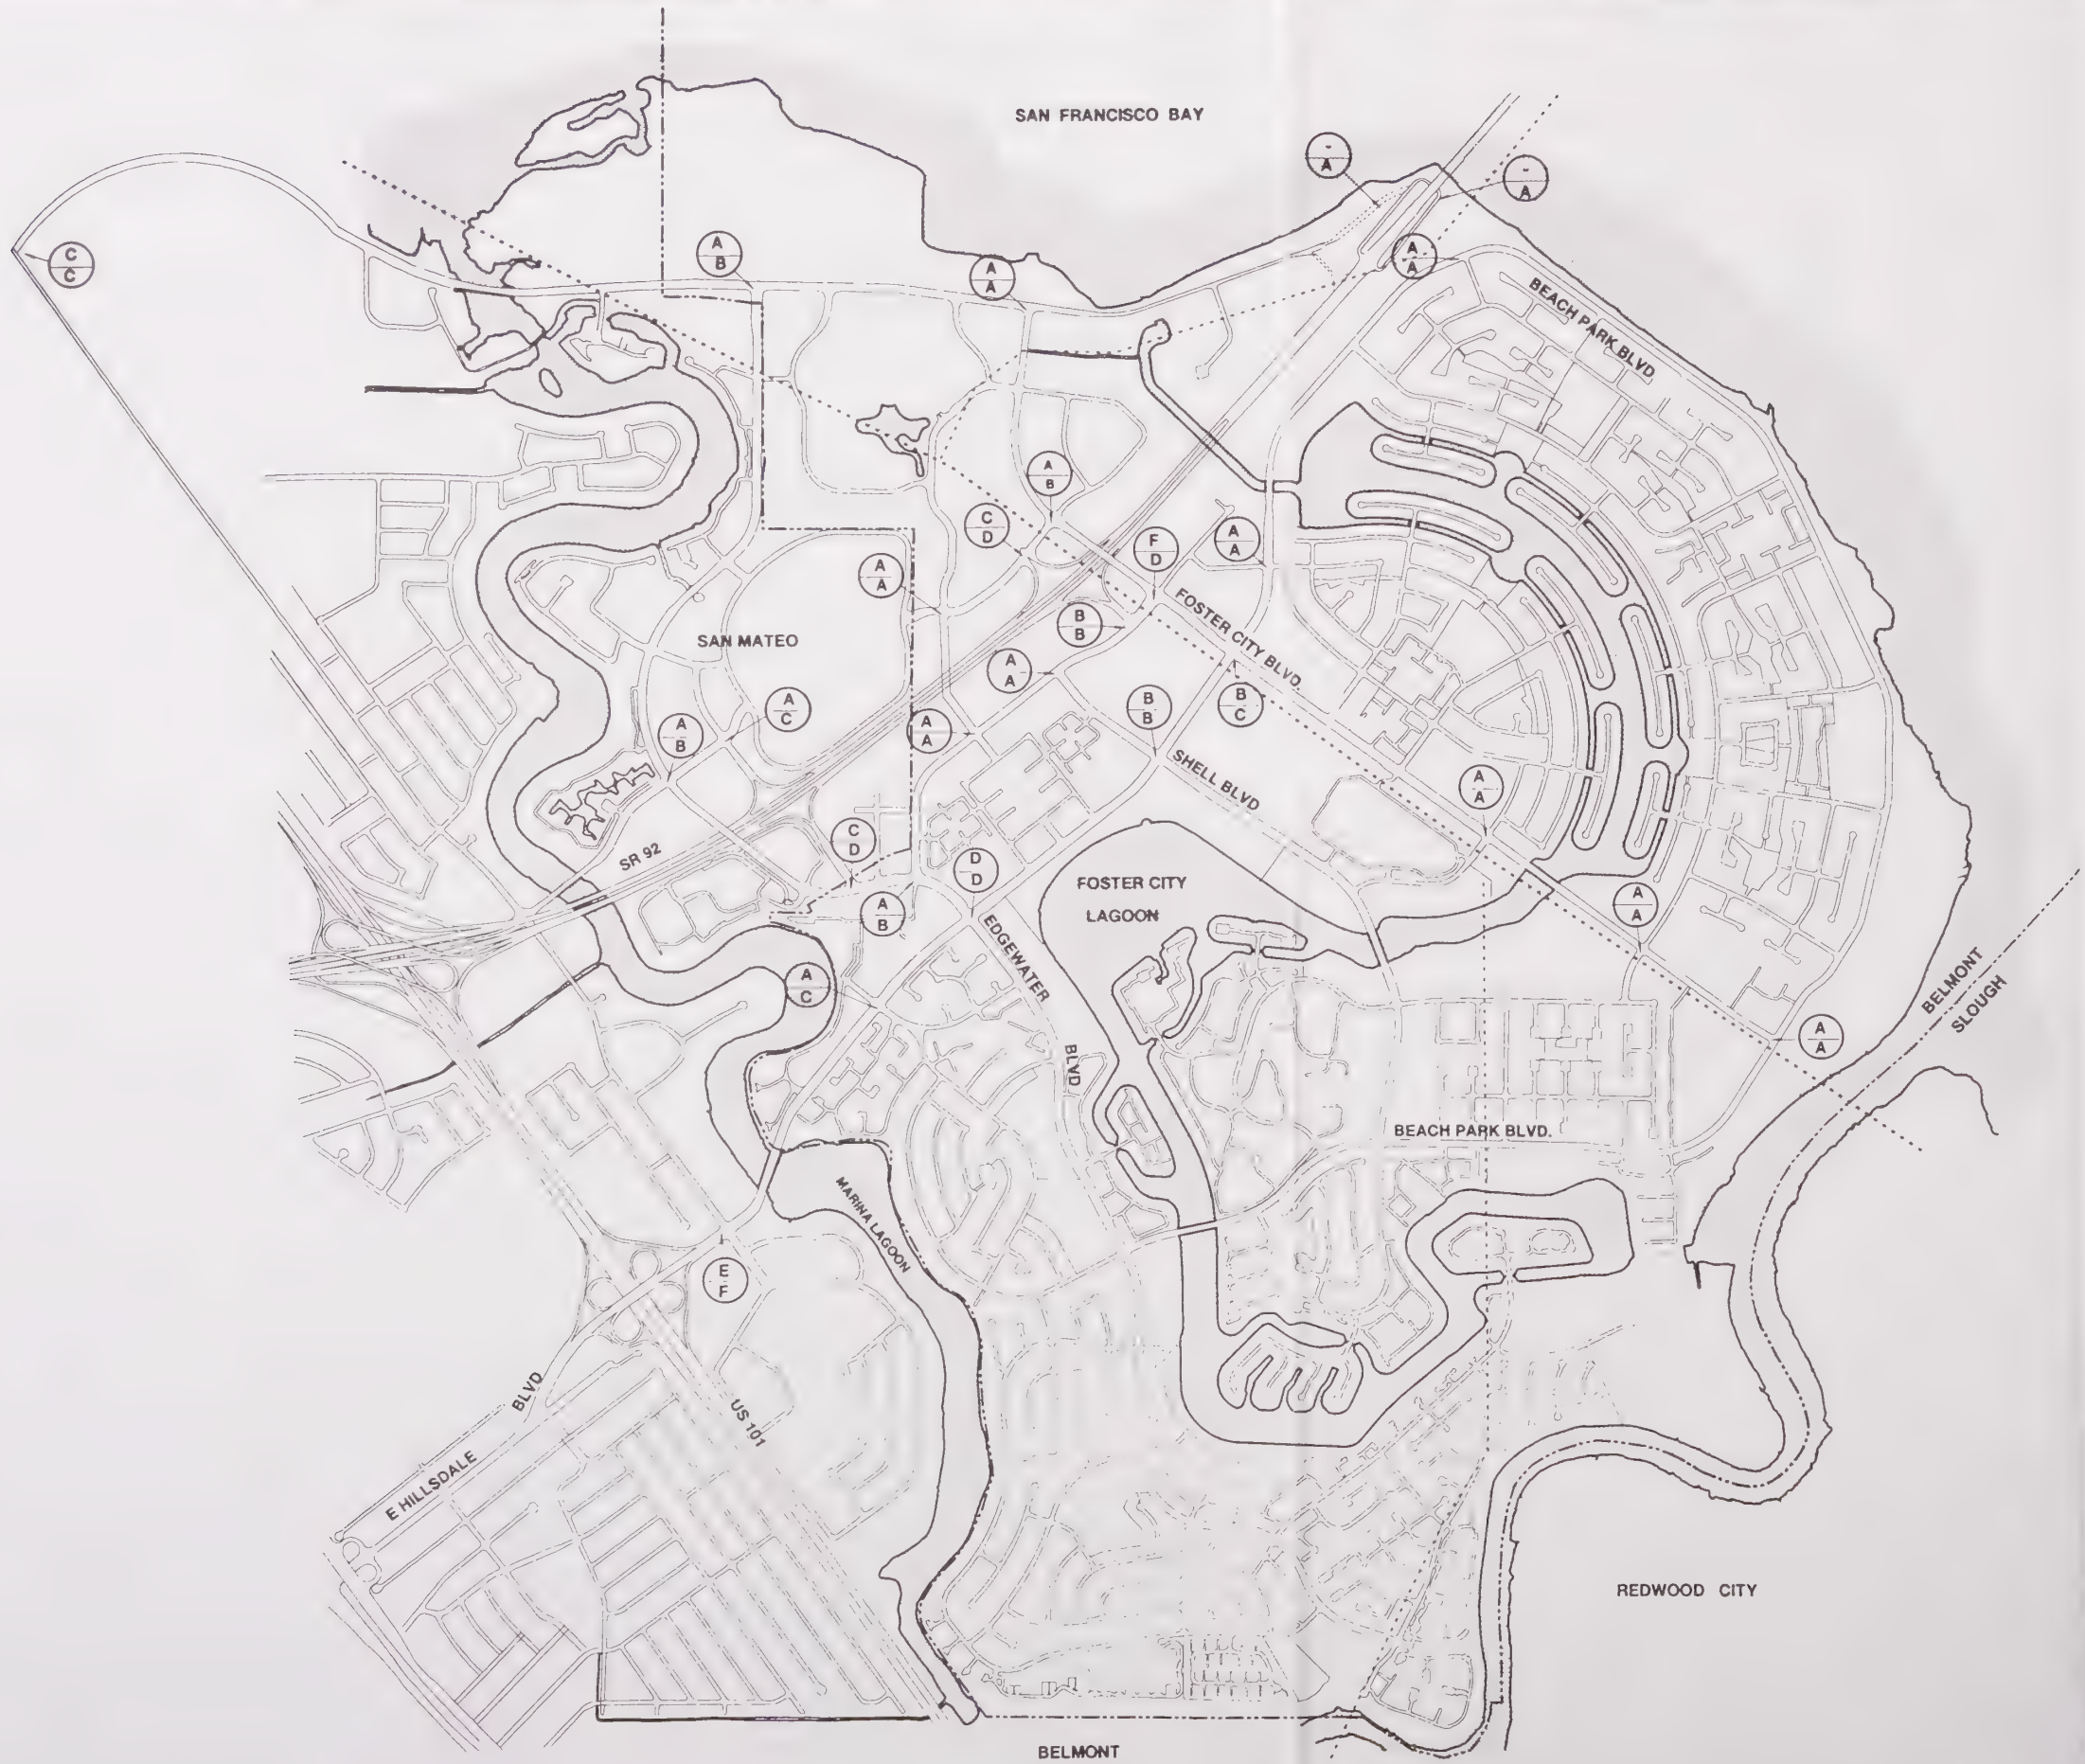 SAN FRANCISCO BAY
-
A
-
A
A
B
A
A
A
A
C
C
BEACH PARK BLVD.
A
B
C
D
F
D
A
A
A
A
FOSTER CITY BLVD.
B
B
SAN MATEO
A
A
A
C
B
B
B
C
A
B
A
A
SHELL BLVD
A
A
C
D
SR 92
D
D
FOSTER CITY
LAGOON
A
B
A
A
EDGEWATER
BLVD
A
C
BELMONT
SLOUGH
A
A
BEACH PARK BLVD.
MARINA LAGOON
E
F
BLVD
E HILLSDALE
US 101
REDWOOD CITY
BELMONT